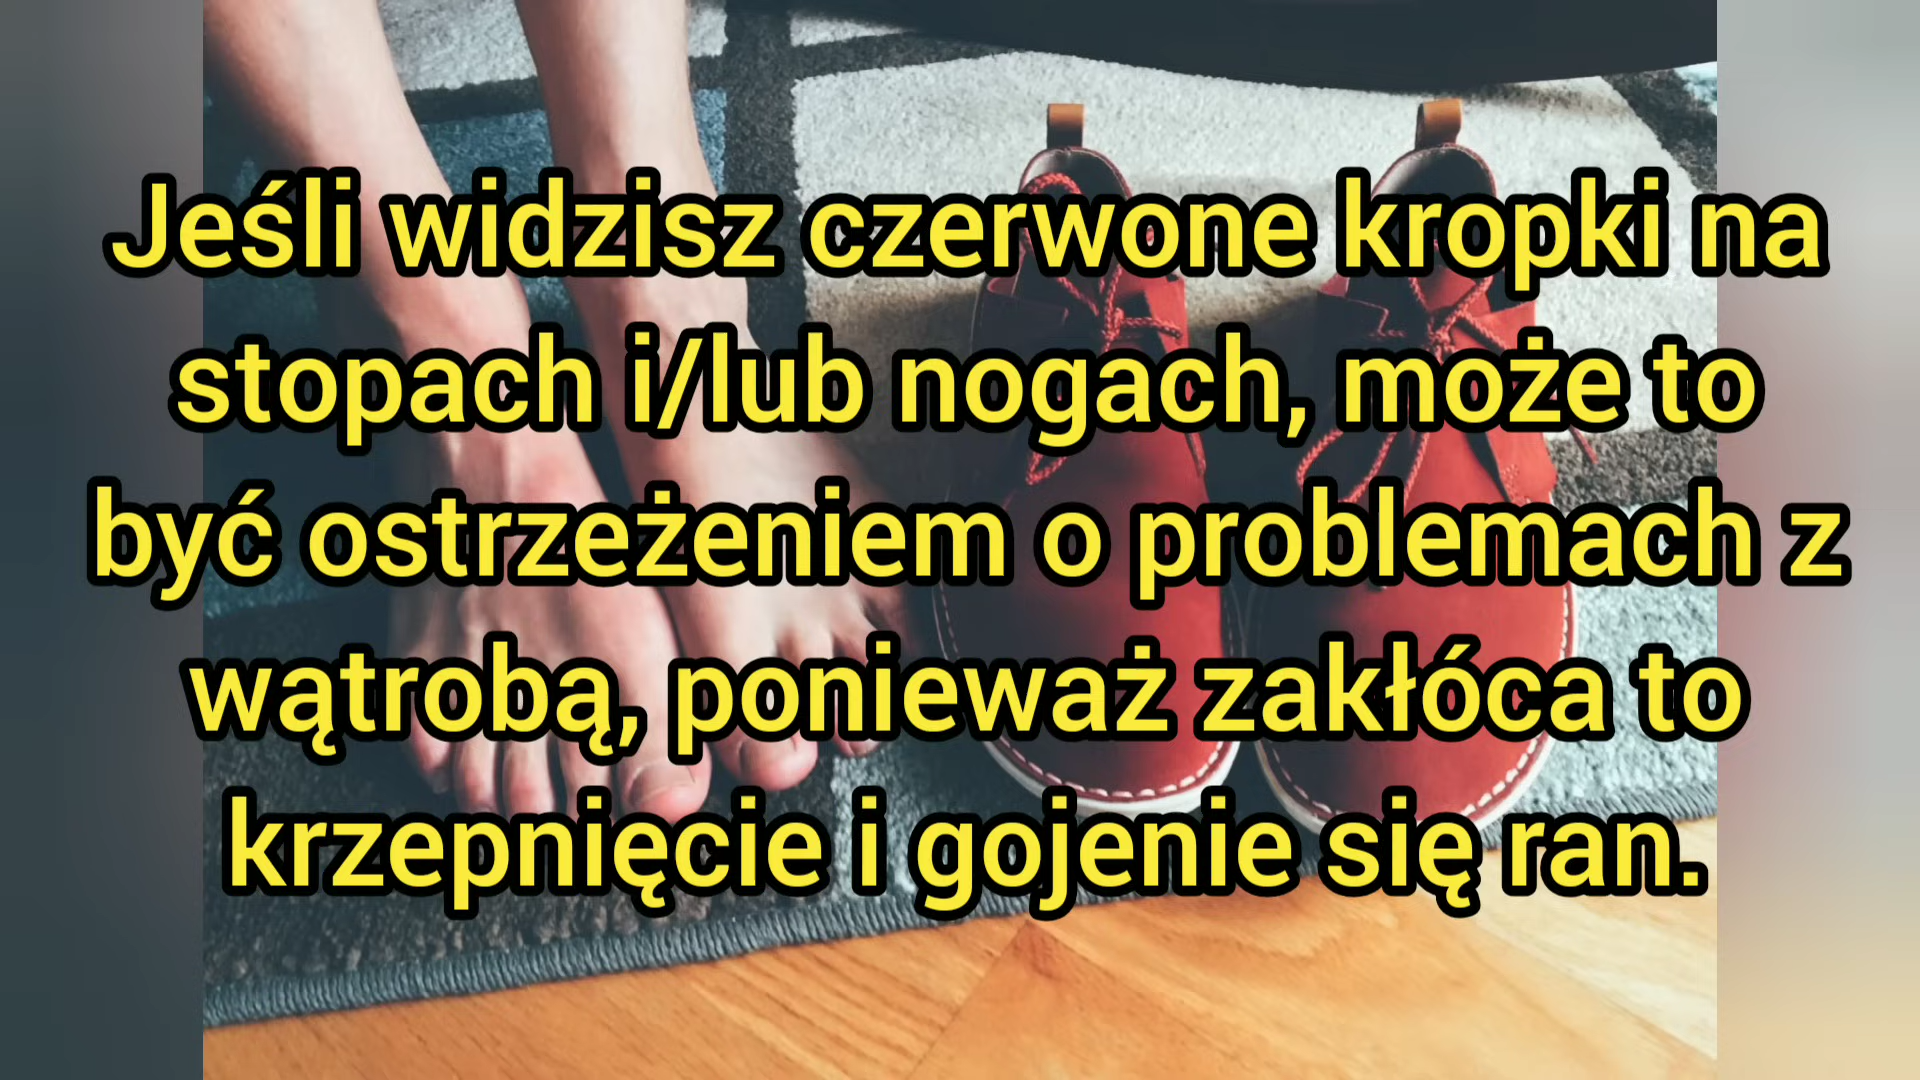 Jeśli widzisz czerwone kropki na
stopach i/lub nogach, może to
być ostrzeżeniem o problemach z
wątrobą, ponieważ zakłóca to
krzepnięcie i gojenie się ran.